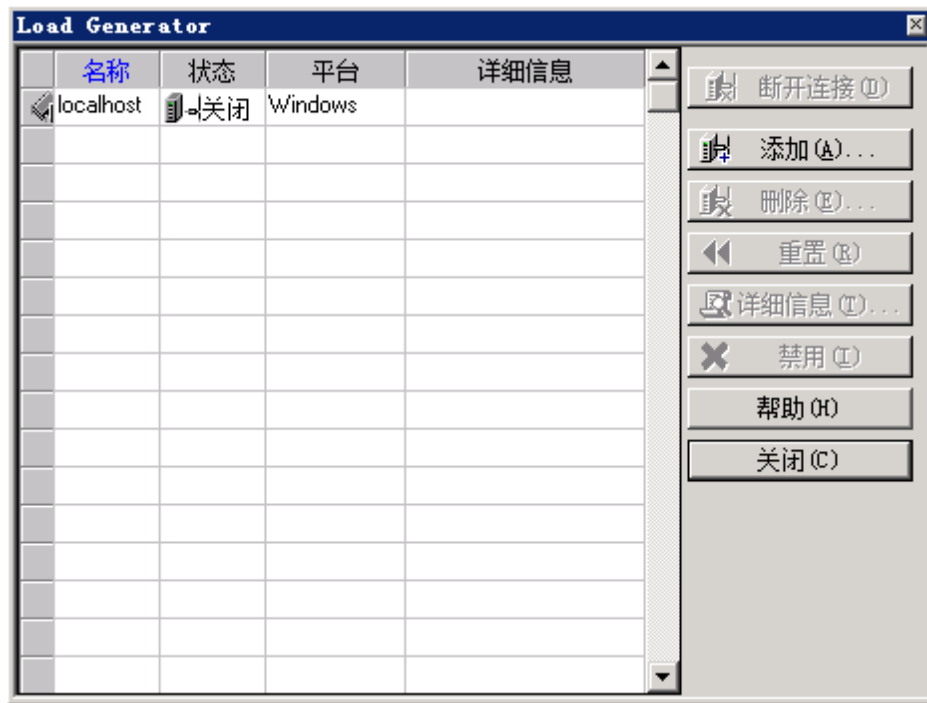 Load Generator
名称 状态 平台 详细信息
localhost 关闭 Windows
断开连接(D)
添加(A)...
删除(E)...
重置(R)
详细信息(T)...
禁用(I)
帮助(H)
关闭(C)